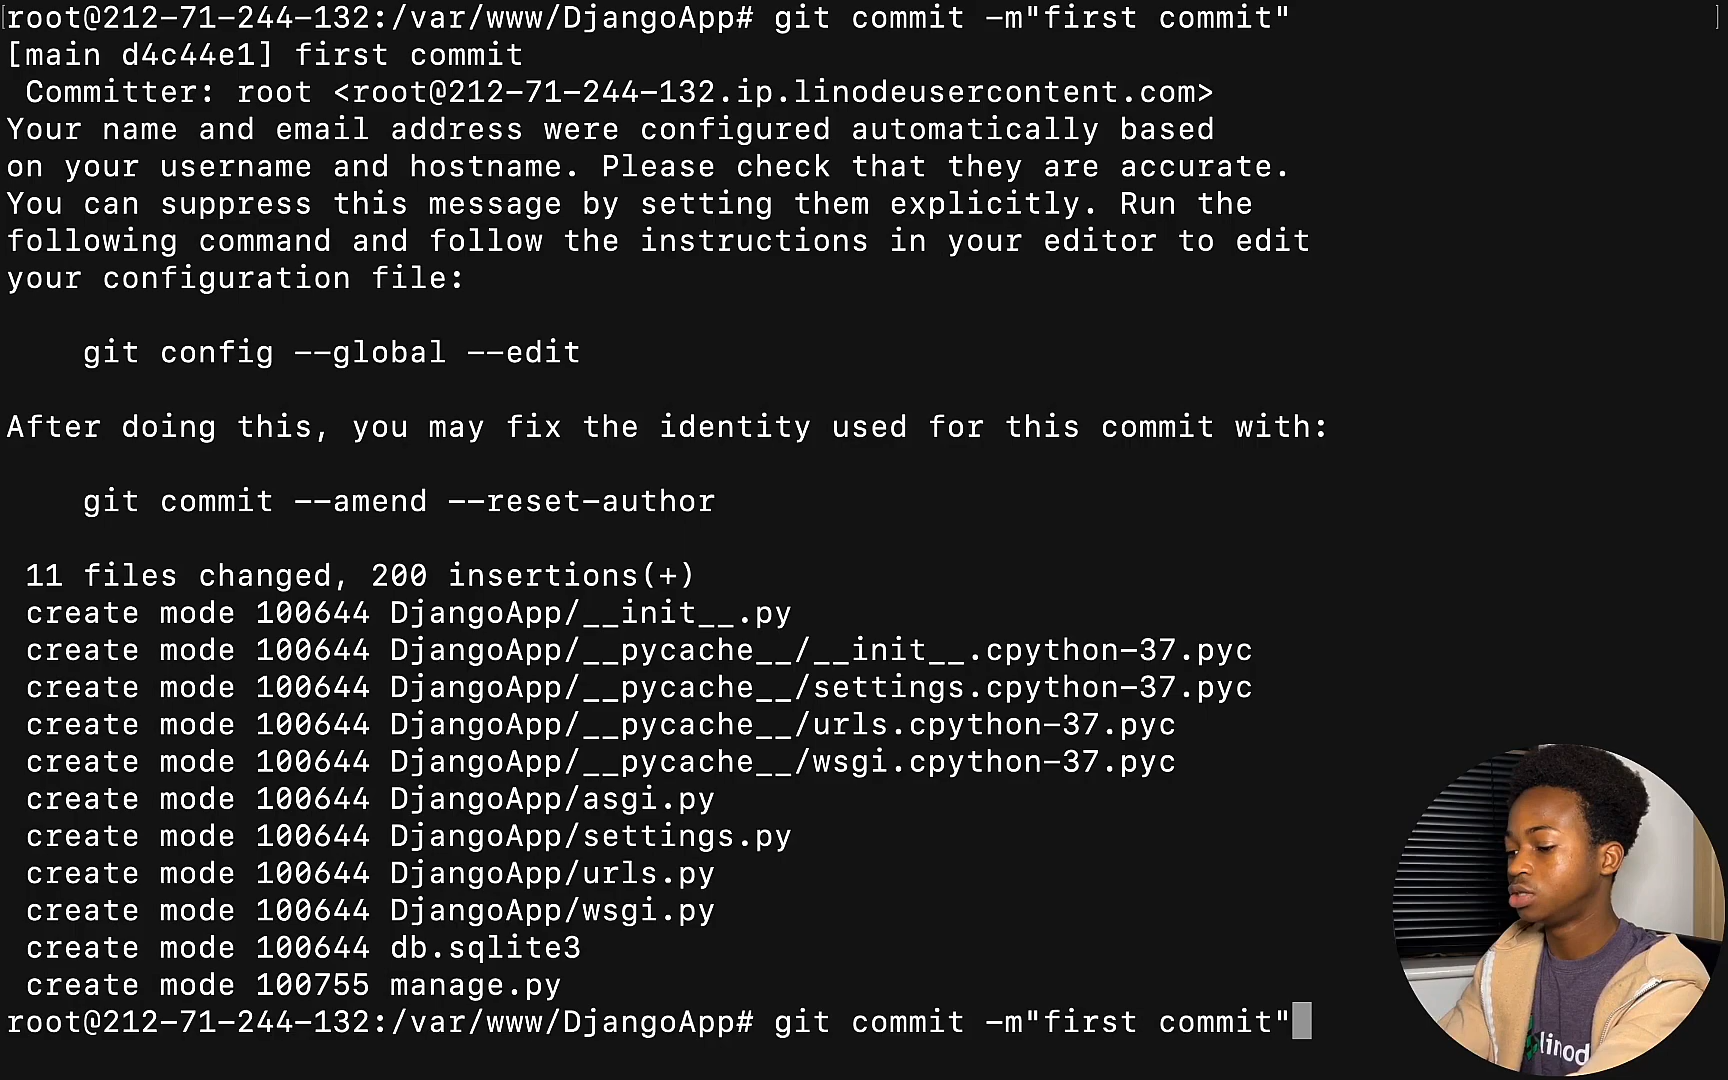 root@212-71-244-132:/var/www/DjangoApp# git commit -m"first commit"
[main d4c44e1] first commit
 Committer: root <root@212-71-244-132.ip.linodeusercontent.com>
Your name and email address were configured automatically based
on your username and hostname. Please check that they are accurate.
You can suppress this message by setting them explicitly. Run the
following command and follow the instructions in your editor to edit
your configuration file:

    git config --global --edit

After doing this, you may fix the identity used for this commit with:

    git commit --amend --reset-author

 11 files changed, 200 insertions(+)
 create mode 100644 DjangoApp/__init__.py
 create mode 100644 DjangoApp/__pycache__/__init__.cpython-37.pyc
 create mode 100644 DjangoApp/__pycache__/settings.cpython-37.pyc
 create mode 100644 DjangoApp/__pycache__/urls.cpython-37.pyc
 create mode 100644 DjangoApp/__pycache__/wsgi.cpython-37.pyc
 create mode 100644 DjangoApp/asgi.py
 create mode 100644 DjangoApp/settings.py
 create mode 100644 DjangoApp/urls.py
 create mode 100644 DjangoApp/wsgi.py
 create mode 100644 db.sqlite3
 create mode 100755 manage.py
root@212-71-244-132:/var/www/DjangoApp# git commit -m"first commit"
linod